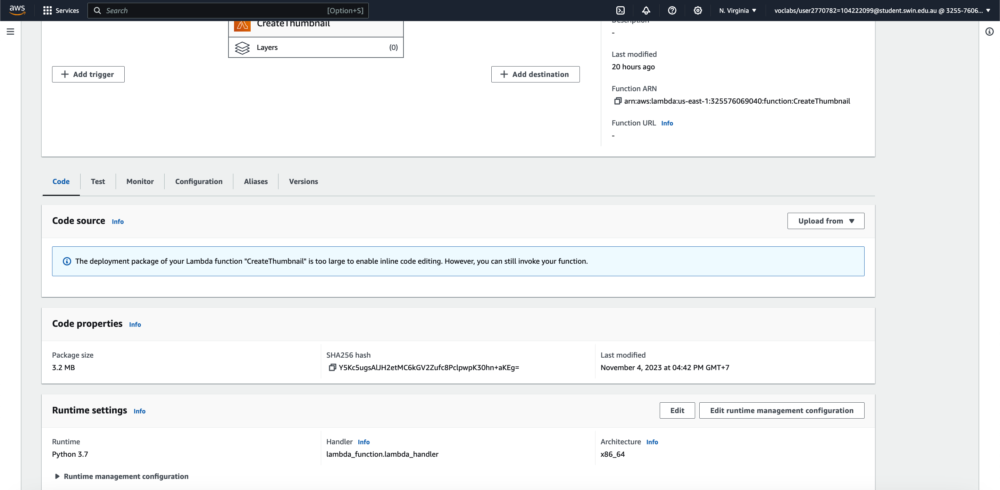 aws
Services
Search
[Option+S]
N. Virginia
voclabs/user2770782=104222099@student.swin.edu.au @ 3255-7606...
CreateThumbnail
Layers
(0)
Add trigger
Add destination
Description
-
Last modified
20 hours ago
Function ARN
arn:aws:lambda:us-east-1:325576069040:function:CreateThumbnail
Function URL Info
-
Code
Test
Monitor
Configuration
Aliases
Versions
Code source Info
Upload from
The deployment package of your Lambda function "CreateThumbnail" is too large to enable inline code editing. However, you can still invoke your function.
Code properties Info
Package size
3.2 MB
SHA256 hash
Y5Kc5ugsAlJH2etMC6kGV2Zufc8PclpwpK30hn+aKEg=
Last modified
November 4, 2023 at 04:42 PM GMT+7
Runtime settings Info
Edit
Edit runtime management configuration
Runtime
Python 3.7
Handler Info
lambda_function.lambda_handler
Architecture Info
x86_64
Runtime management configuration